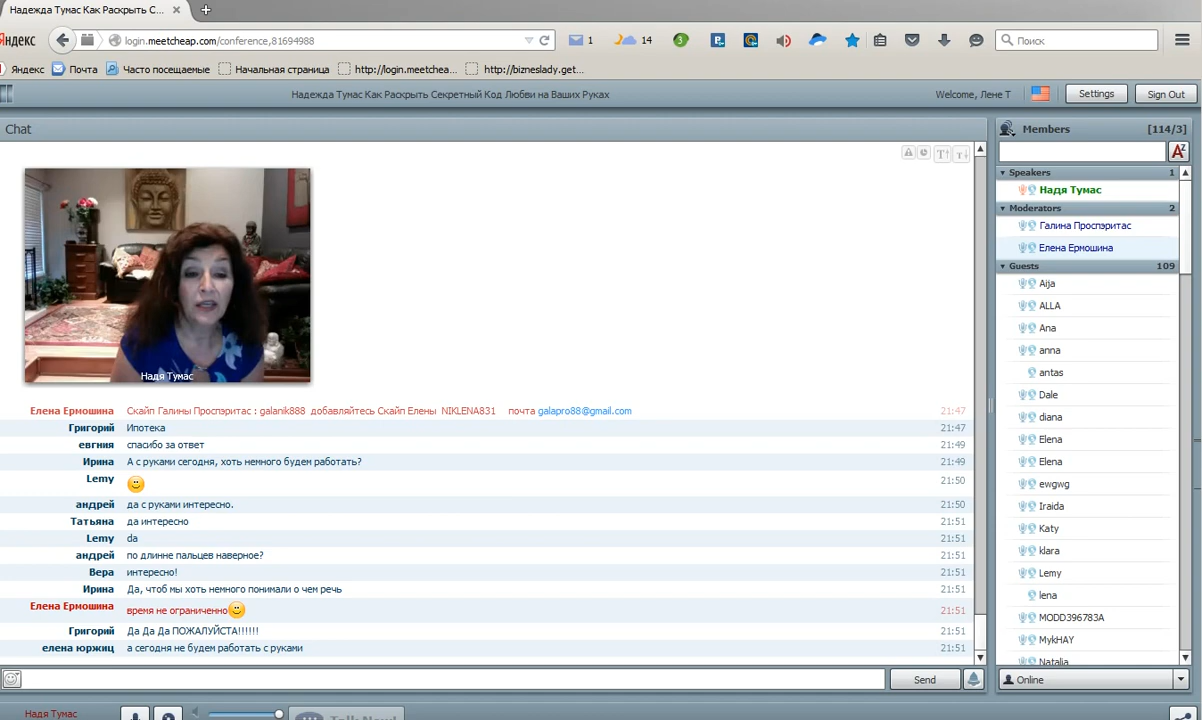 Надежда Тумас Как Раскрыть С...
Яндекс
login.meetcheap.com/conference,81694988
1
14
3
Поиск
Яндекс
Почта
Часто посещаемые
Начальная страница
http://login.meetchea...
http://bizneslady.get...
Надежда Тумас Как Раскрыть Секретный Код Любви на Ваших Руках
Welcome, Лене Т
Settings
Sign Out
Chat
Надя Тумас
Елена Ермошина Скайп Галины Проспэритас : galanik888 добавляйтесь Скайп Елены NIKLENA831 почта galapro88@gmail.com 21:47
Григорий Ипотека 21:47
евгния спасибо за ответ 21:49
Ирина А с руками сегодня, хоть немного будем работать? 21:49
Lemy 21:50
андрей да с руками интересно. 21:50
Татьяна да интересно 21:51
Lemy da 21:51
андрей по длинне пальцев наверное? 21:51
Вера интересно! 21:51
Ирина Да, чтоб мы хоть немного понимали о чем речь 21:51
Елена Ермошина время не ограниченно 21:51
Григорий Да Да Да ПОЖАЛУЙСТА!!!!!! 21:51
елена юржиц а сегодня не будем работать с руками 21:51
Send
Надя Тумас
Talk Now!
Members [114/3]
Speakers 1
Надя Тумас
Moderators 2
Галина Проспэритас
Елена Ермошина
Guests 109
Aija
ALLA
Ana
anna
antas
Dale
diana
Elena
Elena
ewgwg
Iraida
Katy
klara
Lemy
lena
MODD396783A
MykHAY
Natalia
Online